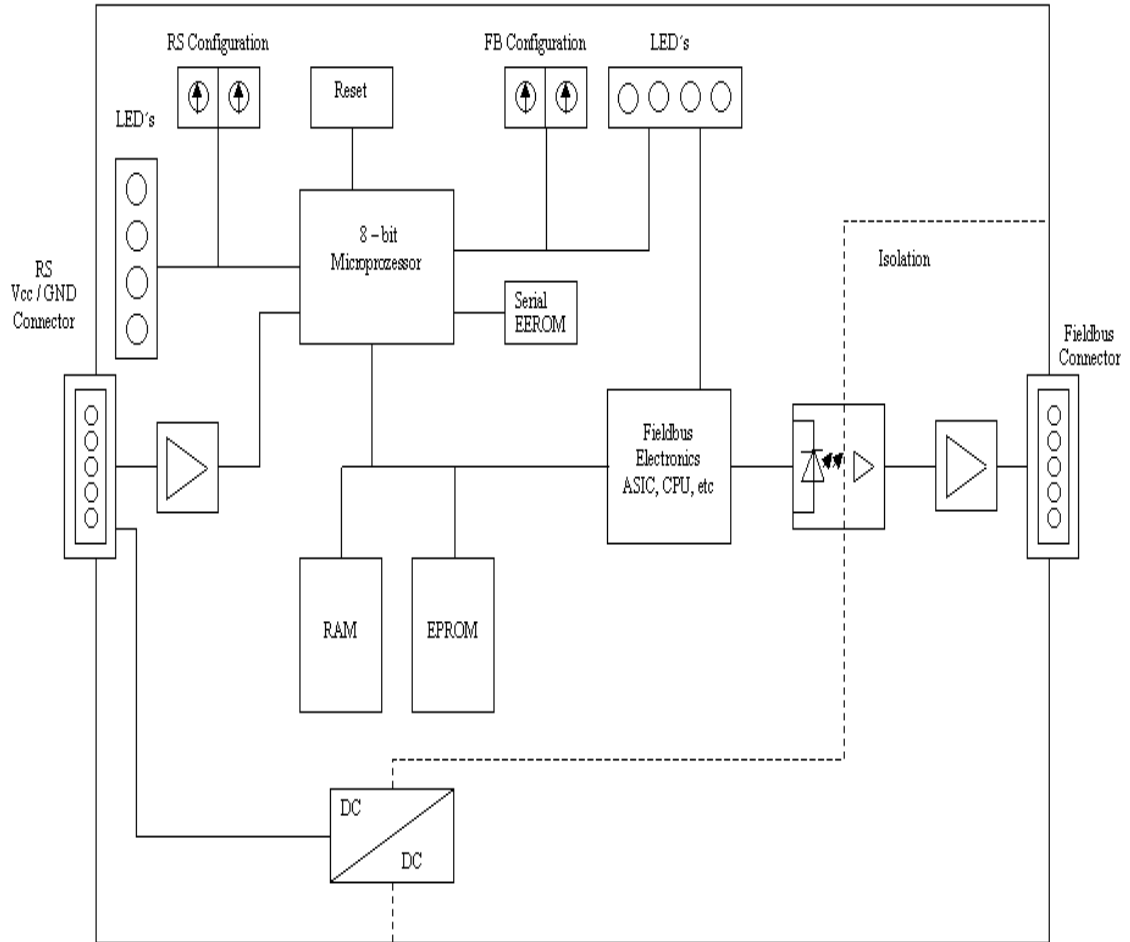 RS Configuration
FB Configuration
LED´s
Reset
LED´s
8 – bit
Microprozessor
Isolation
RS
Vcc / GND
Connector
Serial
EEROM
Fieldbus
Connector
Fieldbus
Electronics
ASIC, CPU, etc
RAM
EPROM
DC
DC